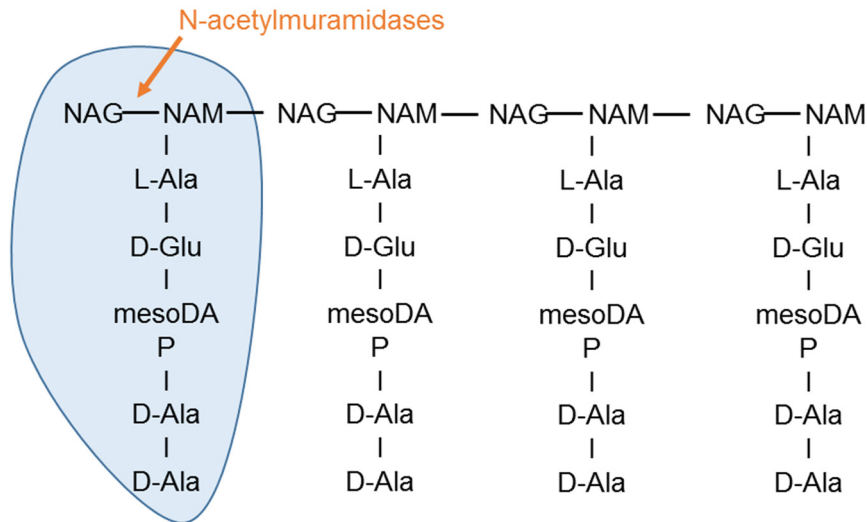 N-acetylmuramidases
NAG NAM NAG NAM NAG NAM NAG NAM
L-Ala L-Ala L-Ala L-Ala
D-Glu D-Glu D-Glu D-Glu
mesoDA mesoDA mesoDA mesoDA
P P P P
D-Ala D-Ala D-Ala D-Ala
D-Ala D-Ala D-Ala D-Ala